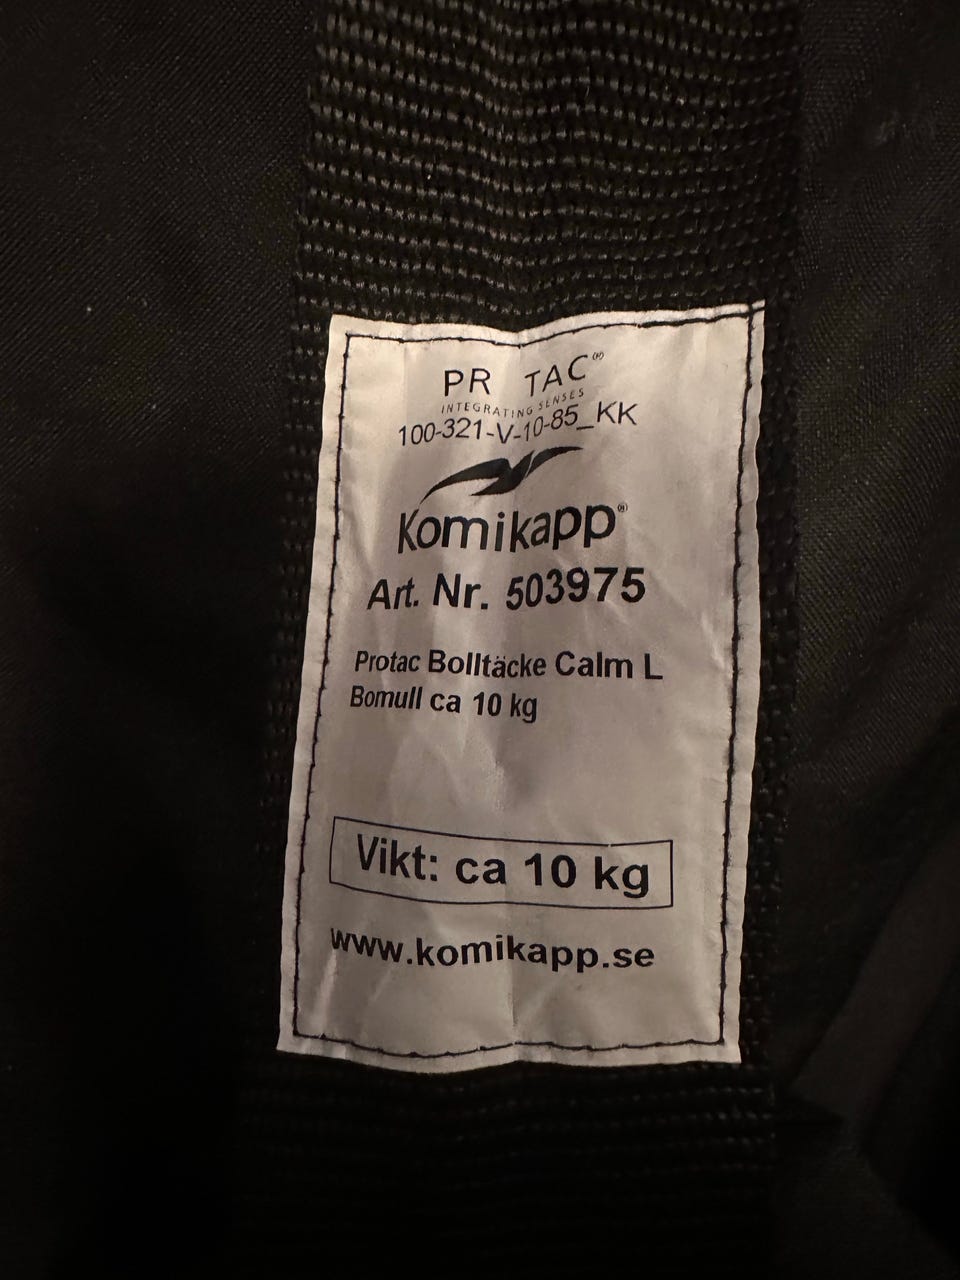 PR TAC®
INTEGRATING SENSES
100-321-V-10-85_KK
Komikapp®
Art. Nr. 503975
Protac Bolltäcke Calm L
Bomull ca 10 kg
Vikt: ca 10 kg
www.komikapp.se